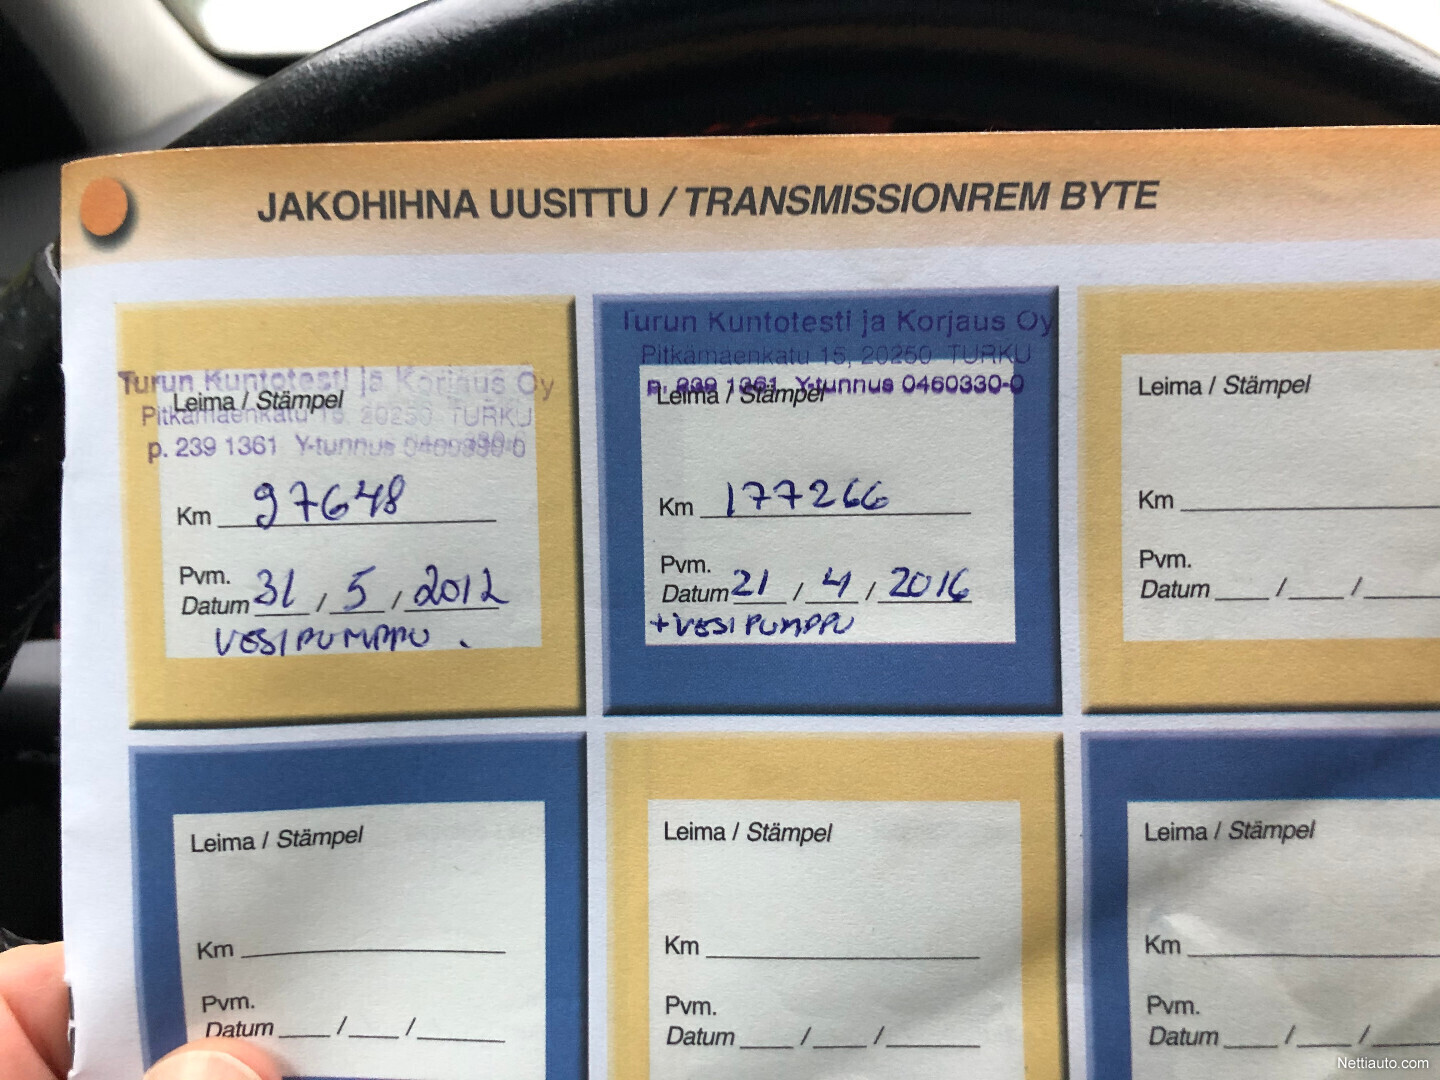 JAKOHIHNA UUSITTU / TRANSMISSIONREM BYTE
Turun Kuntotesti ja Korjaus Oy
Leima / Stämpel
Pitkämäenkatu 15, 20250 TURKU
p. 239 1361 Y-tunnus 0460330-0
Km 97648
Pvm.
Datum 31 / 5 / 2012
VESIPUMPPU .
Turun Kuntotesti ja Korjaus Oy
Pitkämäenkatu 15, 20250 TURKU
p. 239 1361 Y-tunnus 0460330-0
Leima / Stämpel
Km 177266
Pvm.
Datum 21 / 4 / 2016
+VESIPUMPPU
Leima / Stämpel
Km
Pvm.
Datum / /
Leima / Stämpel
Km
Pvm.
Datum / /
Leima / Stämpel
Km
Pvm.
Datum / /
Leima / Stämpel
Km
Pvm.
Datum / /
Nettiauto.com